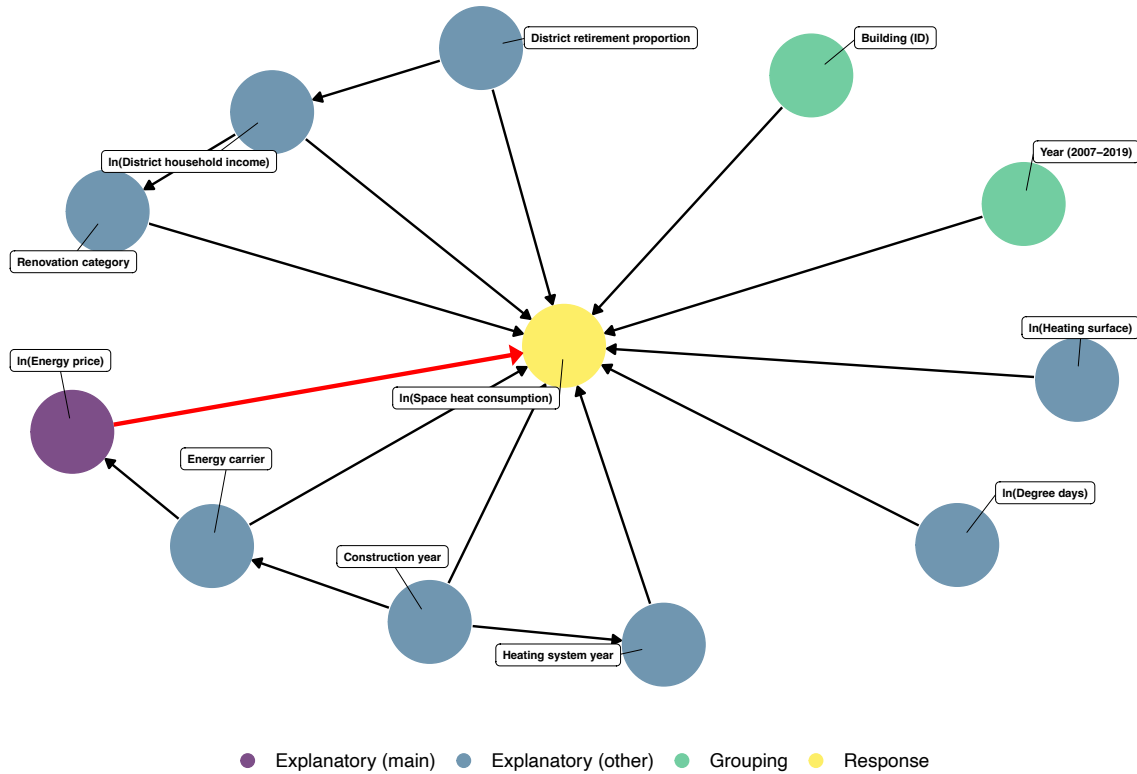 District retirement proportion
Building (ID)
Year (2007–2019)
ln(District household income)
Renovation category
ln(Heating surface)
ln(Energy price)
ln(Space heat consumption)
Energy carrier
ln(Degree days)
Construction year
Heating system year
Explanatory (main)
Explanatory (other)
Grouping
Response